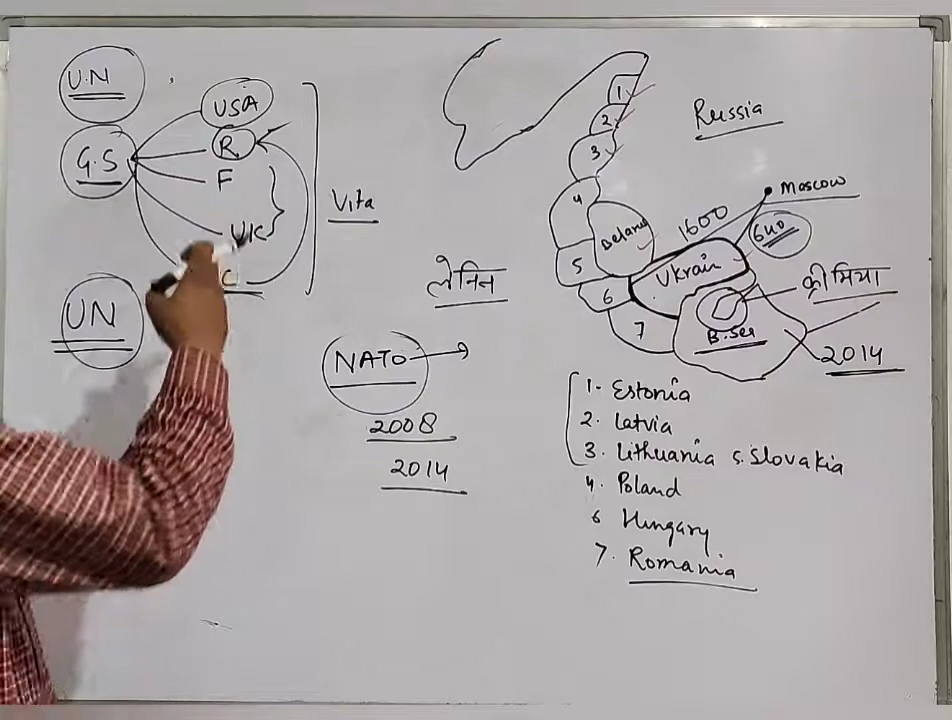 U.N
G.S
USA
R.
F
UK
C
Vita
UN
लेनिन
NATO
2008
2014
1
2
3
4
5
6
7
Belarus
Russia
Moscow
1600
640
Ukrain
क्रीमिया
B.Sea
2014
1. Estonia
2. Latvia
3. Lithuania 5. Slovakia
4. Poland
6 Hungary
7. Romania